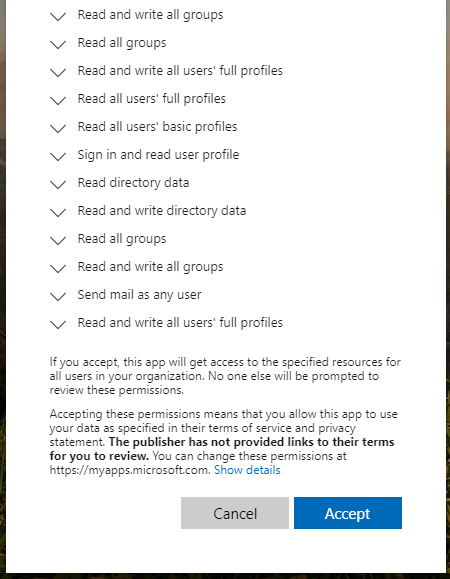 Read and write all groups
Read all groups
Read and write all users' full profiles
Read all users' full profiles
Read all users' basic profiles
Sign in and read user profile
Read directory data
Read and write directory data
Read all groups
Read and write all groups
Send mail as any user
Read and write all users' full profiles
If you accept, this app will get access to the specified resources for
all users in your organization. No one else will be prompted to
review these permissions.
Accepting these permissions means that you allow this app to use
your data as specified in their terms of service and privacy
statement. The publisher has not provided links to their terms
for you to review. You can change these permissions at
https://myapps.microsoft.com. Show details
Cancel
Accept